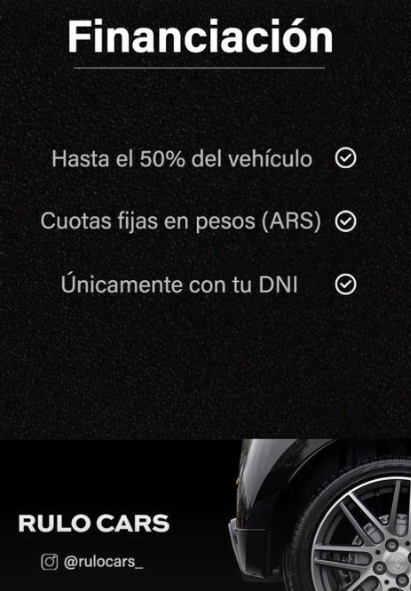 Financiación
Hasta el 50% del vehículo
Cuotas fijas en pesos (ARS)
Únicamente con tu DNI
RULO CARS
@rulocars_